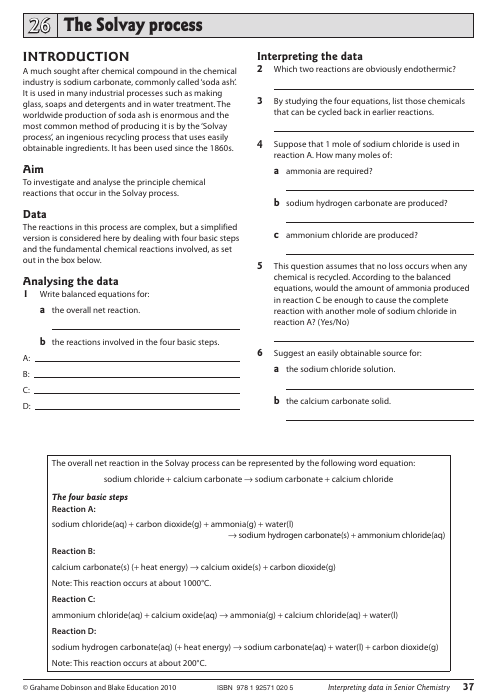 26 The Solvay process
INTRODUCTION
A much sought after chemical compound in the chemical
industry is sodium carbonate, commonly called ‘soda ash’.
It is used in many industrial processes such as making
glass, soaps and detergents and in water treatment. The
worldwide production of soda ash is enormous and the
most common method of producing it is by the ‘Solvay
process’, an ingenious recycling process that uses easily
obtainable ingredients. It has been used since the 1860s.
Aim
To investigate and analyse the principle chemical
reactions that occur in the Solvay process.
Data
The reactions in this process are complex, but a simplified
version is considered here by dealing with four basic steps
and the fundamental chemical reactions involved, as set
out in the box below.
Analysing the data
1 Write balanced equations for:
a the overall net reaction.
b the reactions involved in the four basic steps.
A:
B:
C:
D:
Interpreting the data
2 Which two reactions are obviously endothermic?
3 By studying the four equations, list those chemicals
that can be cycled back in earlier reactions.
4 Suppose that 1 mole of sodium chloride is used in
reaction A. How many moles of:
a ammonia are required?
b sodium hydrogen carbonate are produced?
c ammonium chloride are produced?
5 This question assumes that no loss occurs when any
chemical is recycled. According to the balanced
equations, would the amount of ammonia produced
in reaction C be enough to cause the complete
reaction with another mole of sodium chloride in
reaction A? (Yes/No)
6 Suggest an easily obtainable source for:
a the sodium chloride solution.
b the calcium carbonate solid.
The overall net reaction in the Solvay process can be represented by the following word equation:
sodium chloride + calcium carbonate → sodium carbonate + calcium chloride
The four basic steps
Reaction A:
sodium chloride(aq) + carbon dioxide(g) + ammonia(g) + water(l)
→ sodium hydrogen carbonate(s) + ammonium chloride(aq)
Reaction B:
calcium carbonate(s) (+ heat energy) → calcium oxide(s) + carbon dioxide(g)
Note: This reaction occurs at about 1000°C.
Reaction C:
ammonium chloride(aq) + calcium oxide(aq) → ammonia(g) + calcium chloride(aq) + water(l)
Reaction D:
sodium hydrogen carbonate(aq) (+ heat energy) → sodium carbonate(aq) + water(l) + carbon dioxide(g)
Note: This reaction occurs at about 200°C.
© Grahame Dobinson and Blake Education 2010 ISBN 978 1 92571 020 5 Interpreting data in Senior Chemistry 37